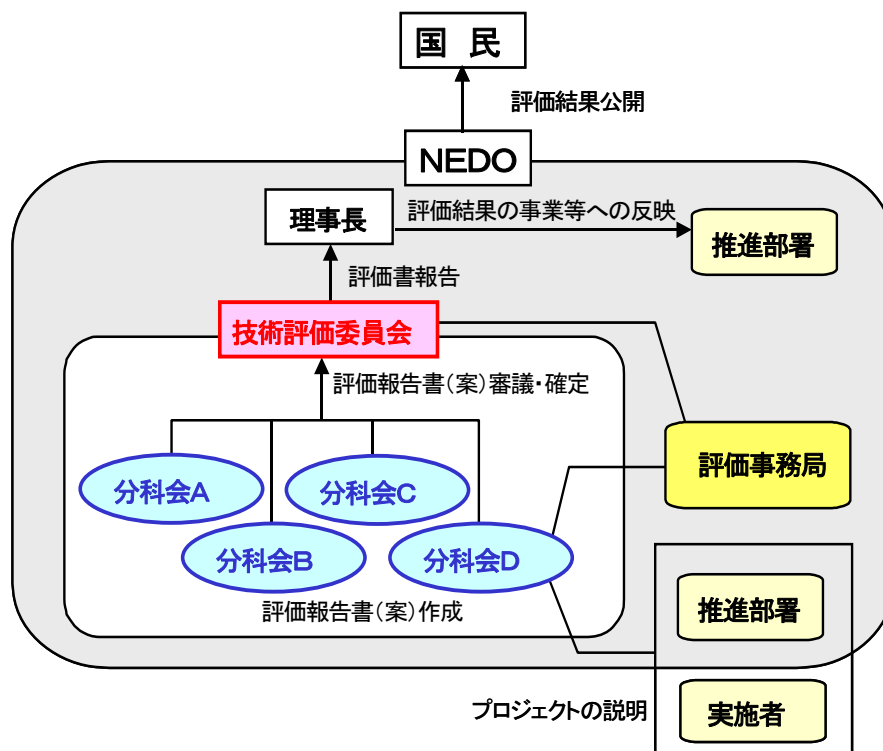 国 民
評価結果公開
NEDO
理事長
評価結果の事業等への反映
推進部署
評価書報告
技術評価委員会
評価報告書（案）審議・確定
分科会A
分科会C
評価事務局
分科会B
分科会D
評価報告書（案）作成
推進部署
プロジェクトの説明
実施者